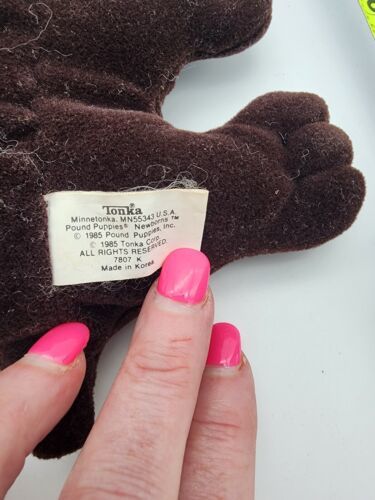 Tonka®
Minnetonka, MN55343 U.S.A.
Pound Puppies® Newborns™
© 1985 Pound Puppies, Inc.
© 1985 Tonka Corp.
ALL RIGHTS RESERVED.
7807 K
Made in Korea